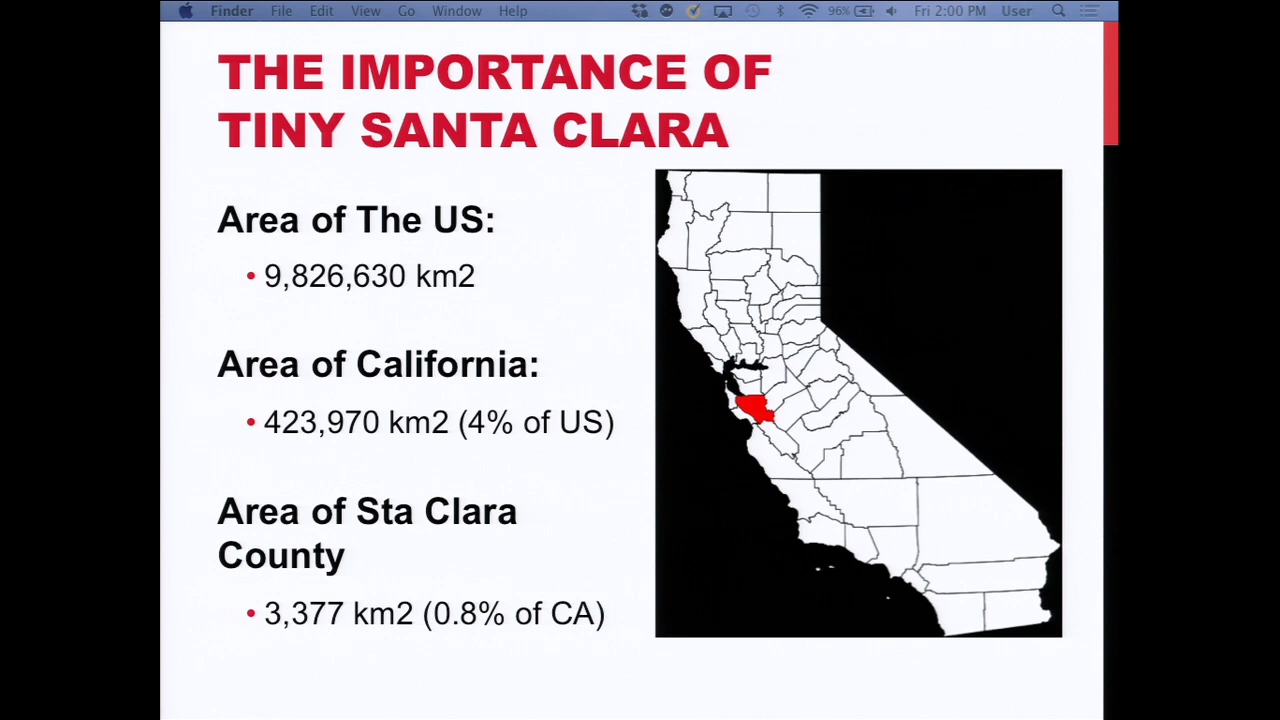 Finder File Edit View Go Window Help 96% Fri 2:00 PM User
THE IMPORTANCE OF
TINY SANTA CLARA
Area of The US:
• 9,826,630 km2
Area of California:
• 423,970 km2 (4% of US)
Area of Sta Clara
County
• 3,377 km2 (0.8% of CA)